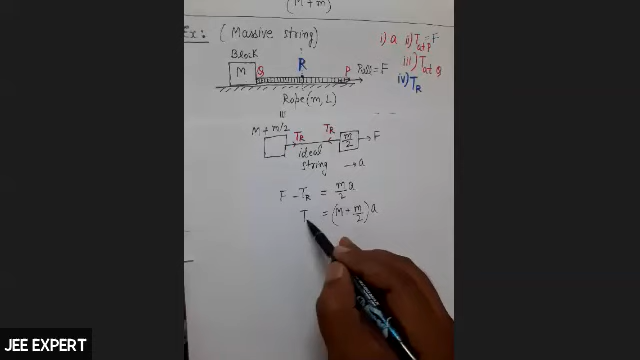 (M+m)
Ex: (Massive string)
i) a ii) T at P = F
Block
iii) T at Q
M Q R P Pull = F
iv) T_R
Rope (m, L)
M + m/2
T_R T_R m/2 → F
ideal
string → a
F - T_R = m/2 a
T = (M + m/2) a
JEE EXPERT